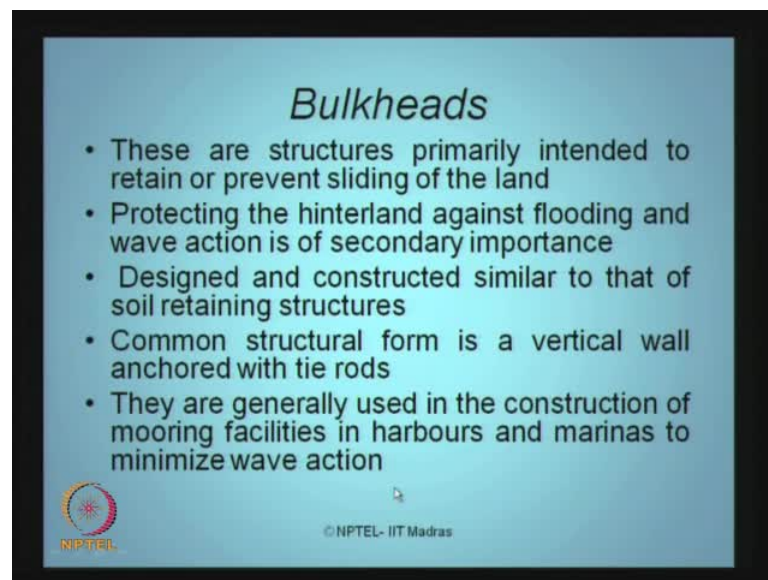 Bulkheads
• These are structures primarily intended to
retain or prevent sliding of the land
• Protecting the hinterland against flooding and
wave action is of secondary importance
• Designed and constructed similar to that of
soil retaining structures
• Common structural form is a vertical wall
anchored with tie rods
• They are generally used in the construction of
mooring facilities in harbours and marinas to
minimize wave action
NPTEL
© NPTEL- IIT Madras